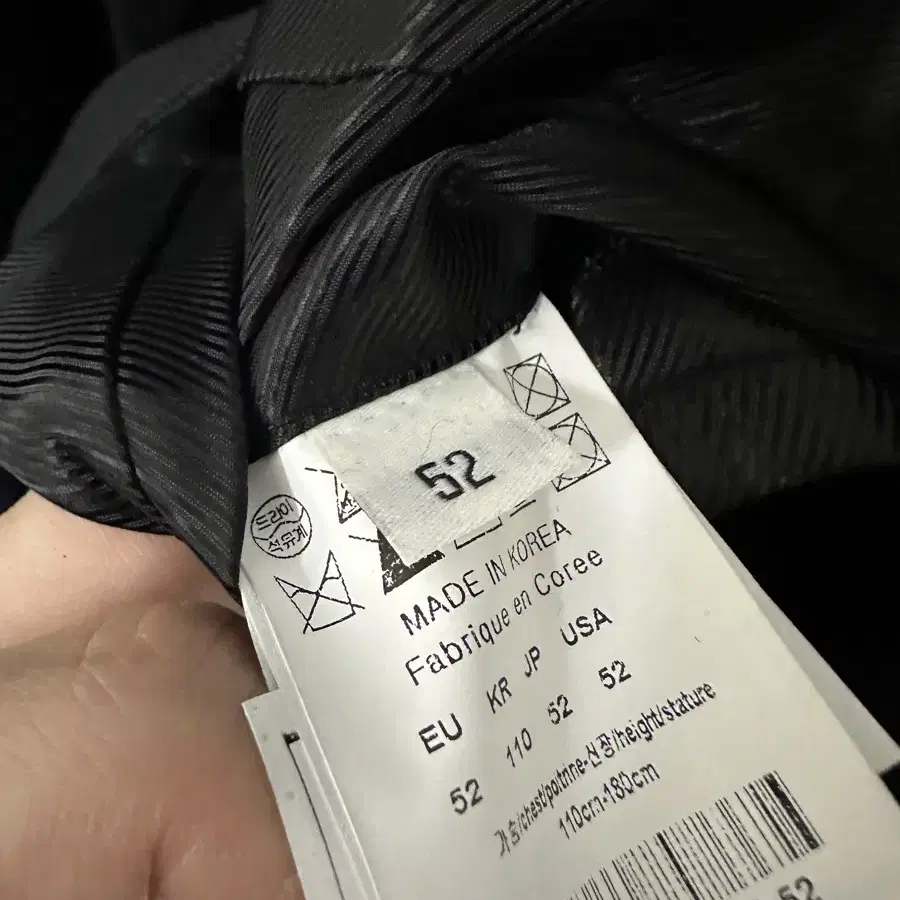 52
드라이
석유계
MADE IN KOREA
Fabrique en Coree
EU KR JP USA
52 110 52 52
가슴/chest/poitrine-신장/height/stature
110cm-180cm
52